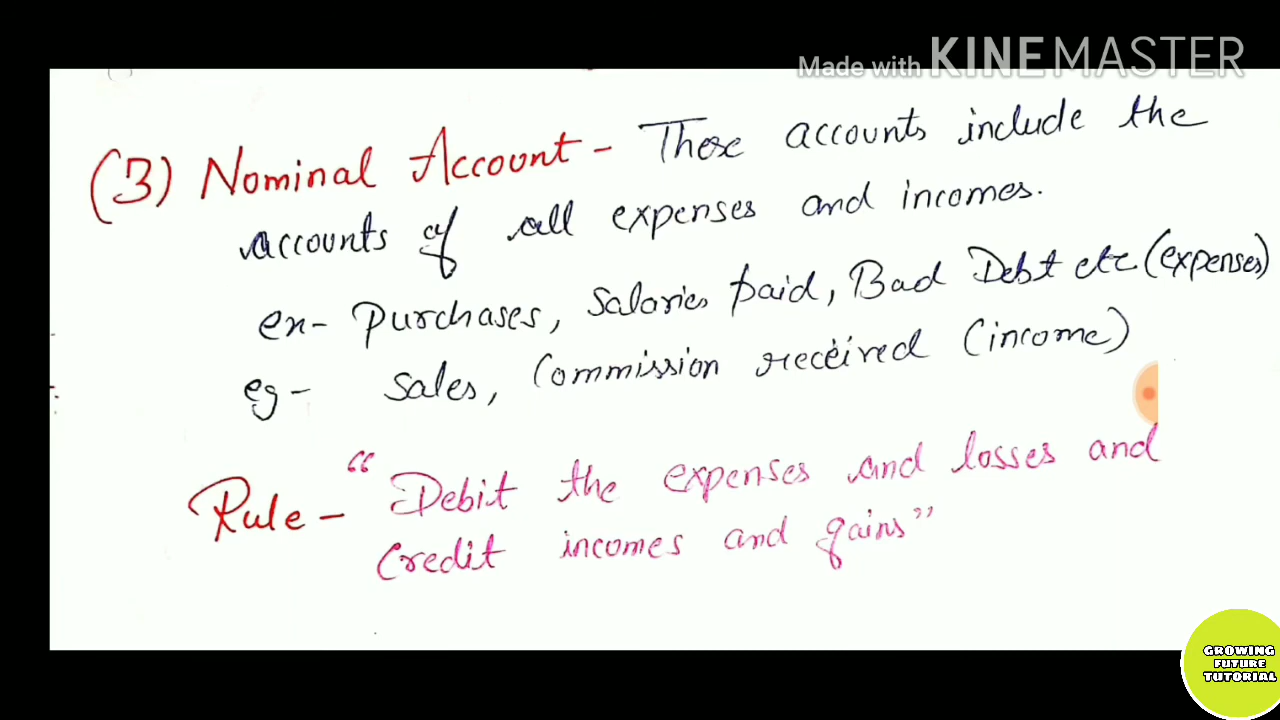 Made with KINEMASTER
(3) Nominal Account - These accounts include the
accounts of all expenses and incomes.
ex- Purchases, Salaries paid, Bad Debt etc (expenses)
eg- Sales, Commission received (income)
Rule- "Debit the expenses and losses and
Credit incomes and gains"
GROWING
FUTURE
TUTORIAL